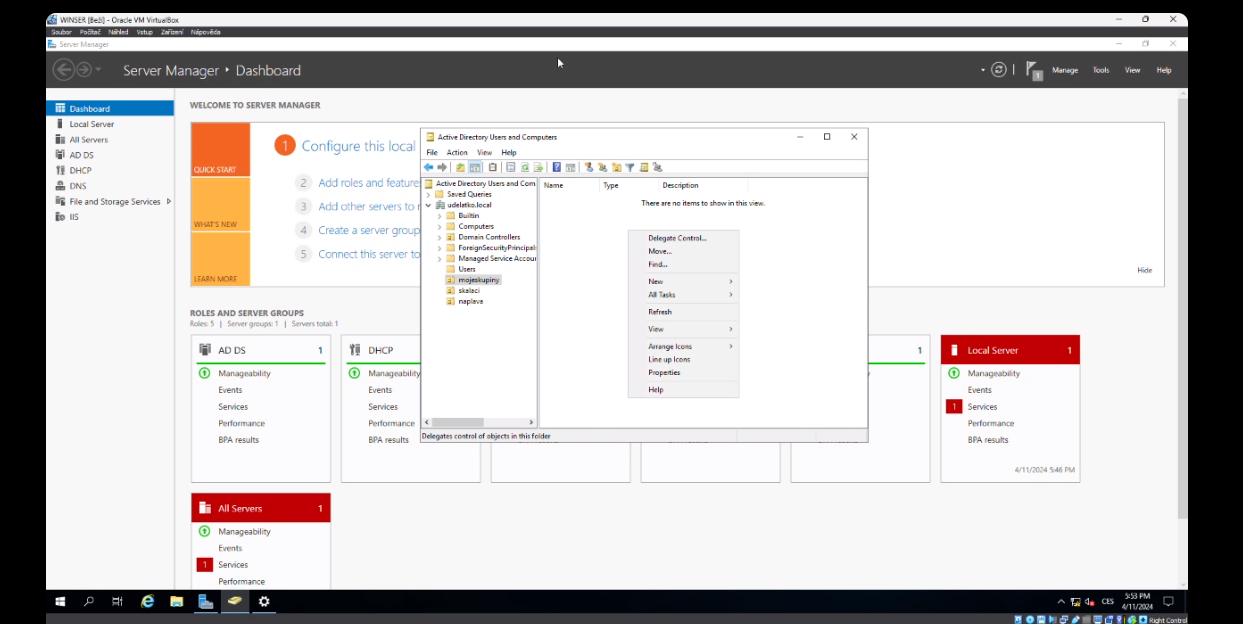 WINSER [Beží] - Oracle VM VirtualBox
Soubor Počítač Náhled Vstup Zařízení Nápověda
Server Manager
Server Manager • Dashboard
1 Manage Tools View Help
Dashboard
Local Server
All Servers
AD DS
DHCP
DNS
File and Storage Services
IIS
WELCOME TO SERVER MANAGER
QUICK START
WHAT'S NEW
LEARN MORE
1 Configure this local
2 Add roles and feature
3 Add other servers to
4 Create a server group
5 Connect this server to
Hide
Active Directory Users and Computers
File Action View Help
Active Directory Users and Com
Saved Queries
udelatko.local
Builtin
Computers
Domain Controllers
ForeignSecurityPrincipal
Managed Service Accou
Users
mojeskupiny
skalaci
naplava
Name Type Description
There are no items to show in this view.
Delegate Control...
Move...
Find...
New
All Tasks
Refresh
View
Arrange Icons
Line up Icons
Properties
Help
Delegates control of objects in this folder
ROLES AND SERVER GROUPS
Roles: 5 | Server groups: 1 | Servers total: 1
AD DS 1
Manageability
Events
Services
Performance
BPA results
DHCP
Manageability
Events
Services
Performance
BPA results
1
Local Server 1
Manageability
Events
1 Services
Performance
BPA results
4/11/2024 5:46 PM
All Servers 1
Manageability
Events
1 Services
Performance
CES
5:53 PM
4/11/2024
Right Control